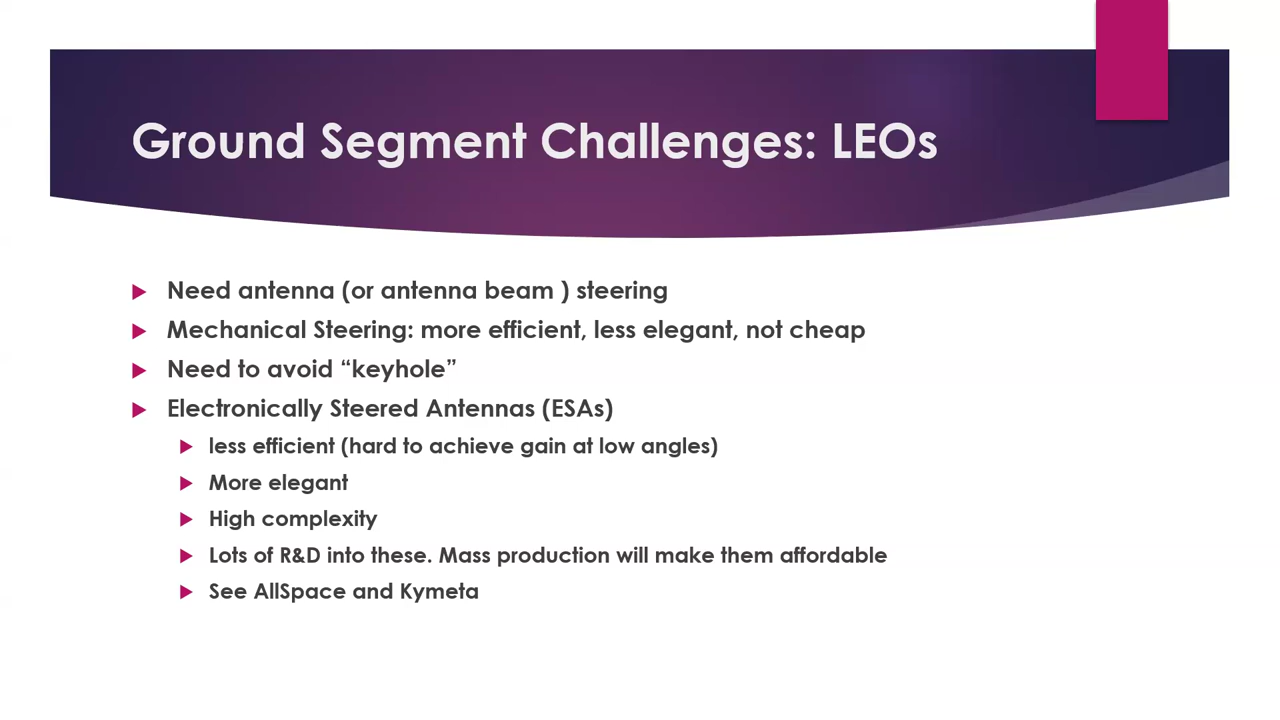 Ground Segment Challenges: LEOs
Need antenna (or antenna beam ) steering
Mechanical Steering: more efficient, less elegant, not cheap
Need to avoid “keyhole”
Electronically Steered Antennas (ESAs)
less efficient (hard to achieve gain at low angles)
More elegant
High complexity
Lots of R&D into these. Mass production will make them affordable
See AllSpace and Kymeta